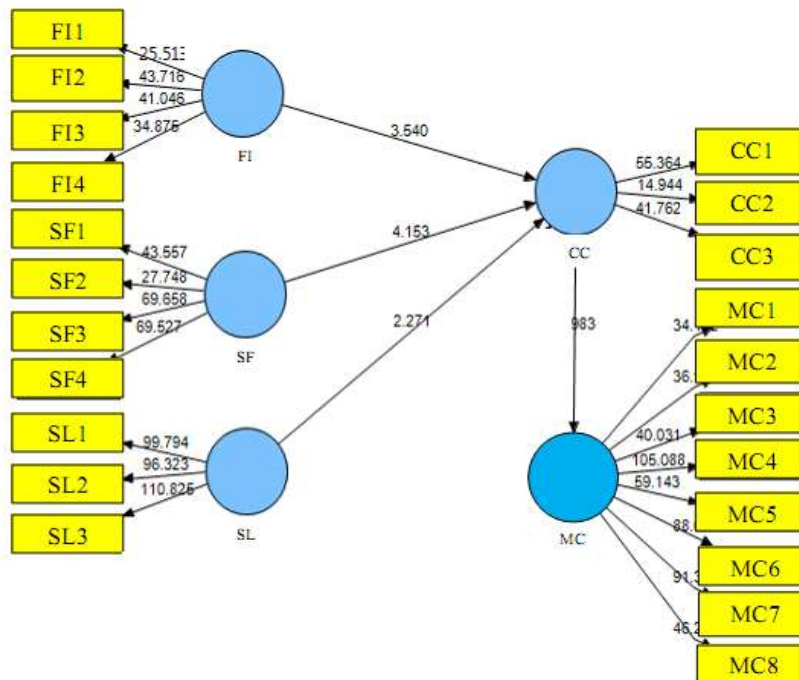 FI1
FI2
FI3
FI4
25.513
43.716
41.046
34.875
FI
SF1
SF2
SF3
SF4
43.557
27.748
69.658
69.527
SF
SL1
SL2
SL3
99.794
96.323
110.825
SL
3.540
4.153
2.271
CC
55.364
14.944
41.762
CC1
CC2
CC3
983
MC
40.031
105.088
59.143
MC1
MC2
MC3
MC4
MC5
MC6
MC7
MC8